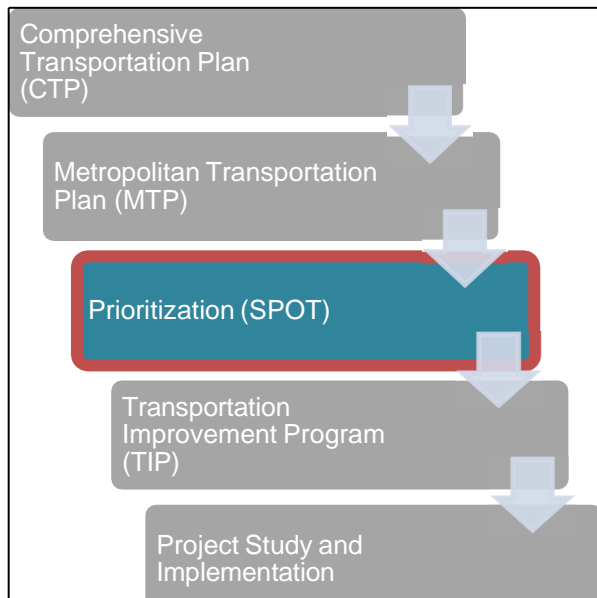 Comprehensive
Transportation Plan
(CTP)
Metropolitan Transportation
Plan (MTP)
Prioritization (SPOT)
Transportation
Improvement Program
(TIP)
Project Study and
Implementation